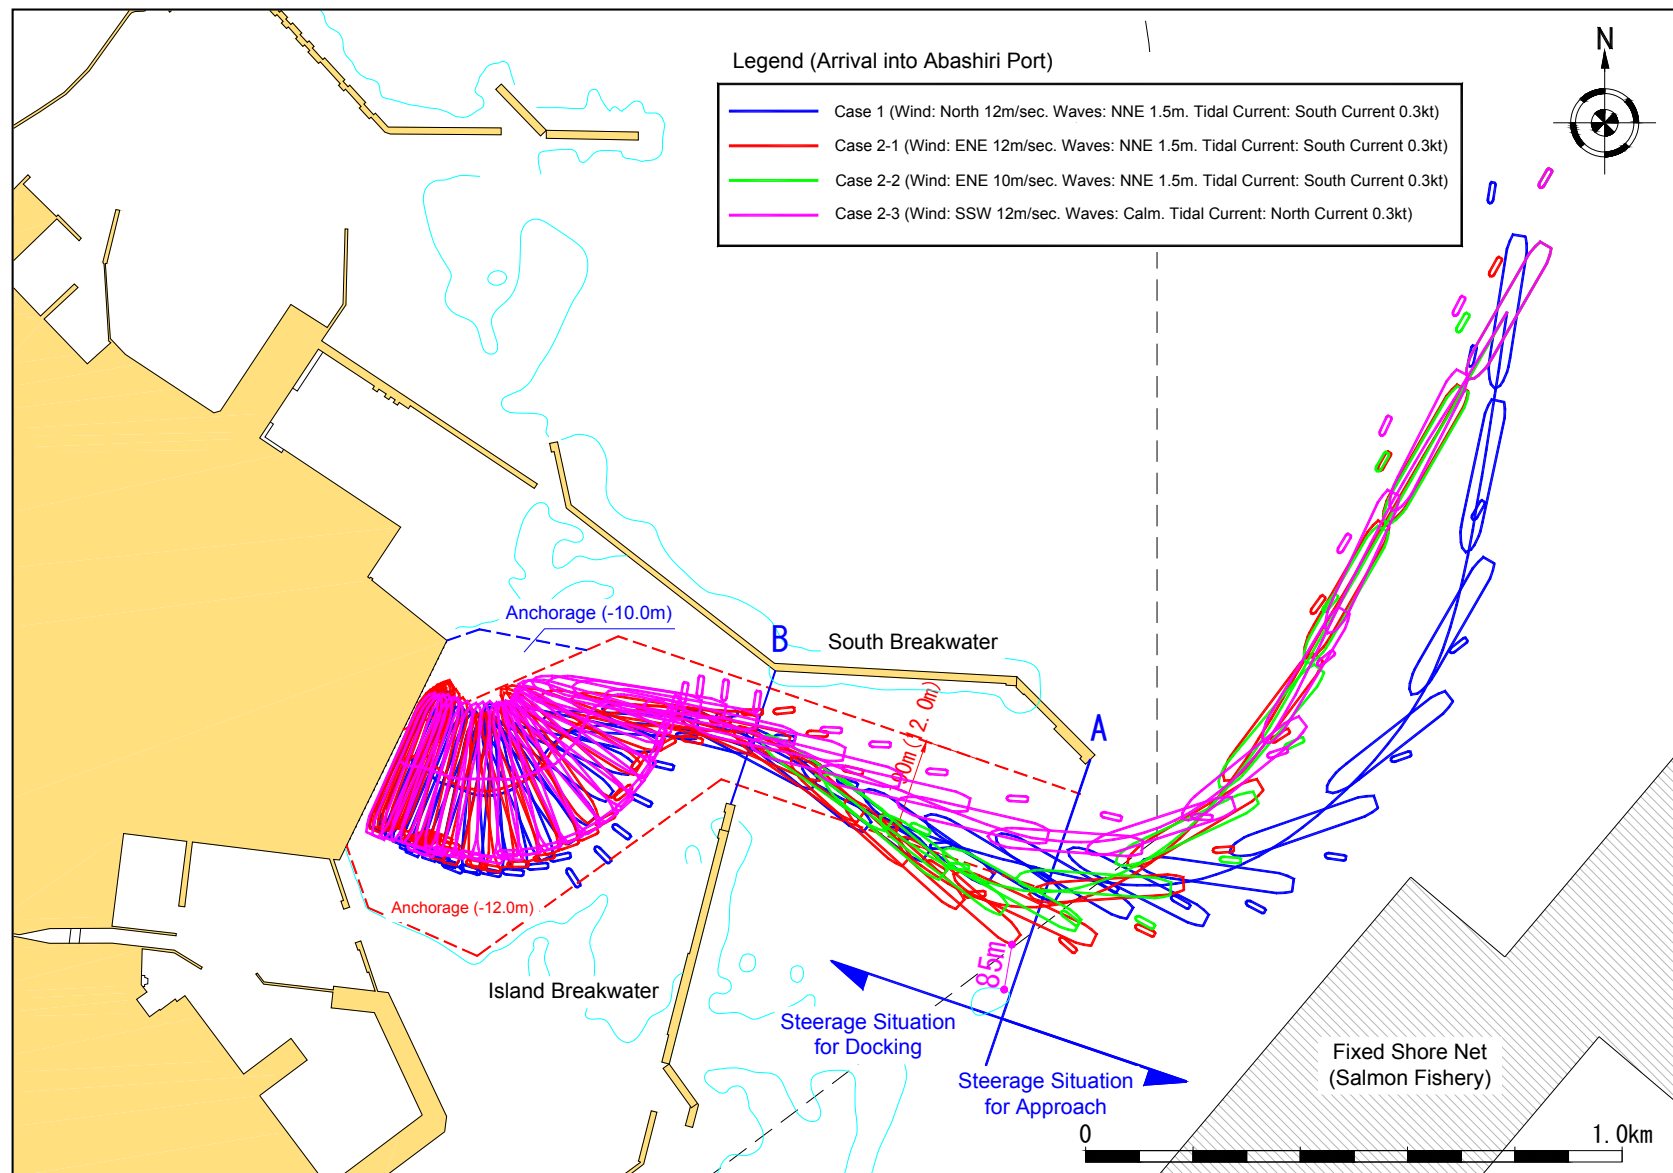 Legend (Arrival into Abashiri Port)
N
Case 1 (Wind: North 12m/sec. Waves: NNE 1.5m. Tidal Current: South Current 0.3kt)
Case 2-1 (Wind: ENE 12m/sec. Waves: NNE 1.5m. Tidal Current: South Current 0.3kt)
Case 2-2 (Wind: ENE 10m/sec. Waves: NNE 1.5m. Tidal Current: South Current 0.3kt)
Case 2-3 (Wind: SSW 12m/sec. Waves: Calm. Tidal Current: North Current 0.3kt)
Anchorage (-10.0m)
B
South Breakwater
A
Anchorage (-12.0m)
85m
Island Breakwater
Steerage Situation
for Docking
Steerage Situation
for Approach
Fixed Shore Net
(Salmon Fishery)
0
1.0km